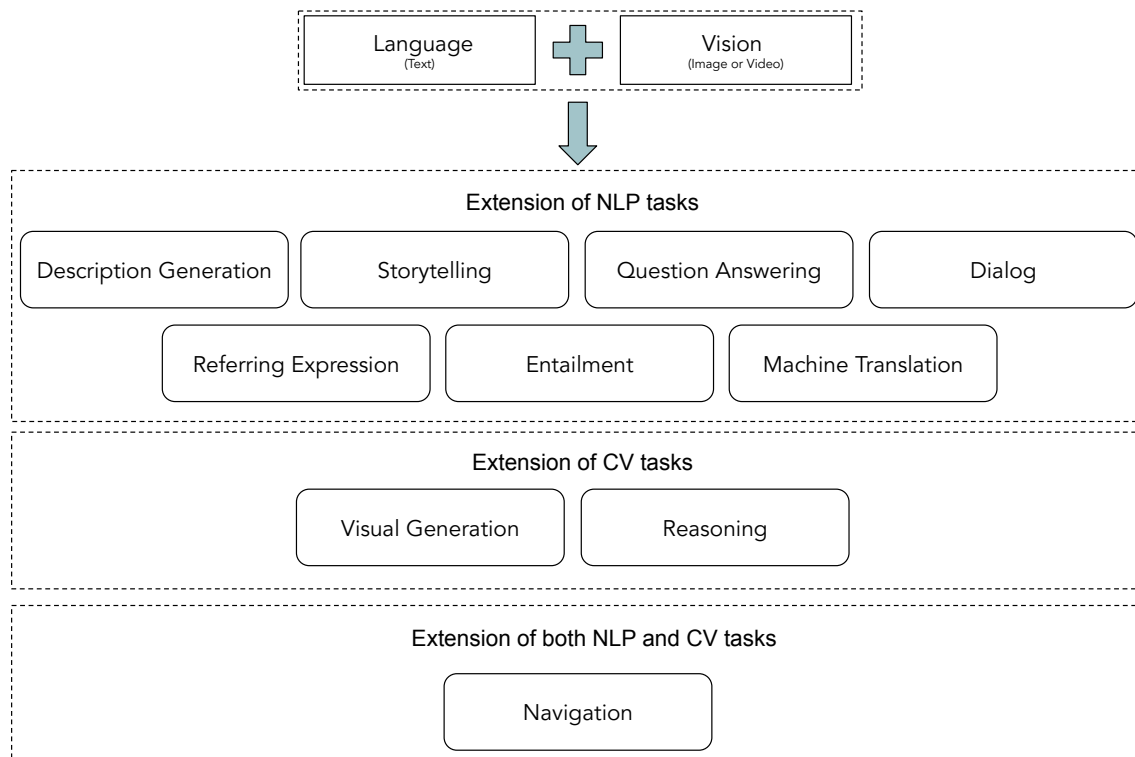 Language
(Text)
Vision
(Image or Video)
Extension of NLP tasks
Description Generation
Storytelling
Question Answering
Dialog
Referring Expression
Entailment
Machine Translation
Extension of CV tasks
Visual Generation
Reasoning
Extension of both NLP and CV tasks
Navigation